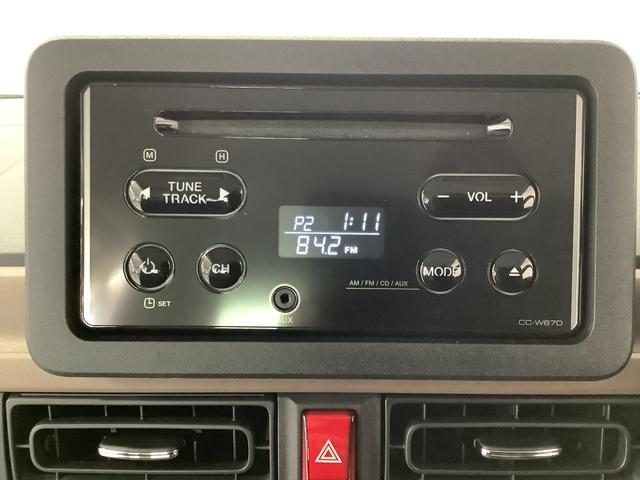 M H
TUNE
TRACK
- VOL +
P2 1:11
84.2 FM
CH
MODE
SET
AM / FM / CD / AUX
AUX
CC-W67D